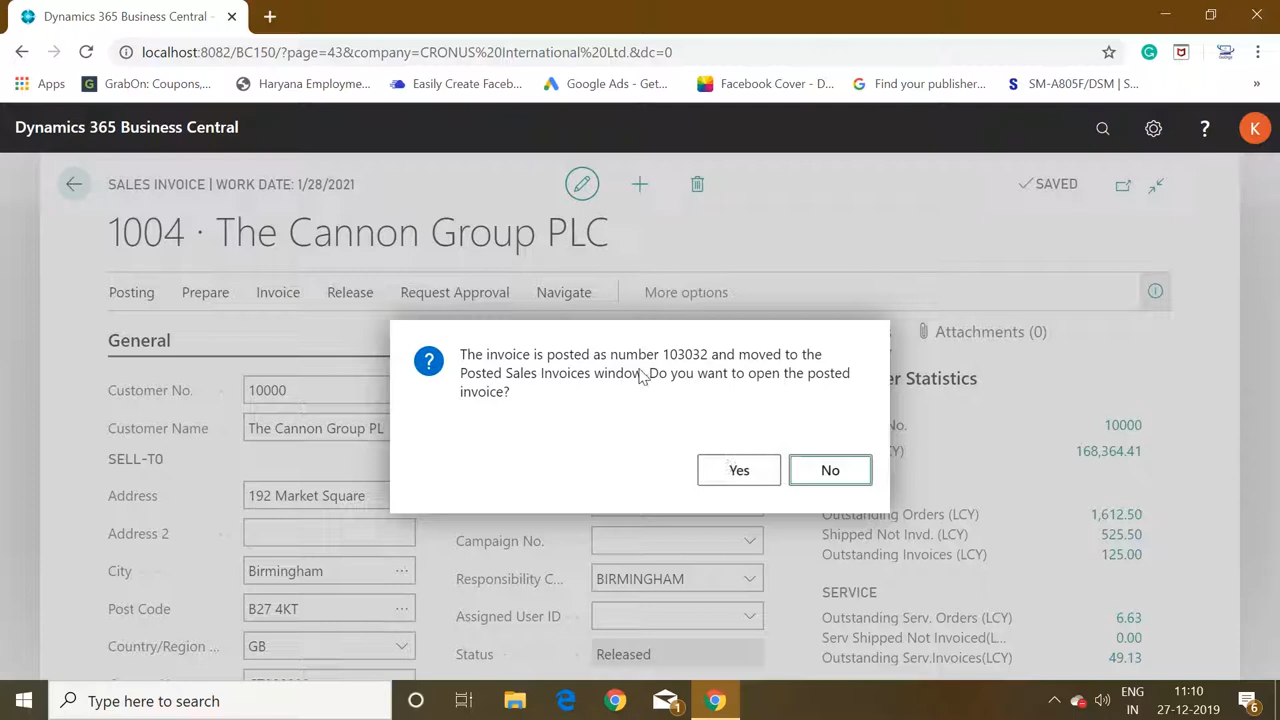 Dynamics 365 Business Central -
localhost:8082/BC150/?page=43&company=CRONUS%20International%20Ltd.&dc=0
Apps
G
GrabOn: Coupons,...
Haryana Employme...
Easily Create Faceb...
Google Ads - Get...
Facebook Cover - D...
Find your publisher...
S
SM-A805F/DSM | S...
»
Dynamics 365 Business Central
?
K
SALES INVOICE | WORK DATE: 1/28/2021
SAVED
1004 · The Cannon Group PLC
Posting
Prepare
Invoice
Release
Request Approval
Navigate
More options
General
Attachments (0)
The invoice is posted as number 103032 and moved to the
Posted Sales Invoices window. Do you want to open the posted
invoice?
Yes
No
Customer No.
10000
Customer Name
The Cannon Group PL
SELL-TO
Address
192 Market Square
Address 2
City
Birmingham
Post Code
B27 4KT
Country/Region ...
GB
Campaign No.
Responsibility C...
BIRMINGHAM
Assigned User ID
Status
Released
er Statistics
No.
10000
Y)
168,364.41
Outstanding Orders (LCY)
1,612.50
Shipped Not Invd. (LCY)
525.50
Outstanding Invoices (LCY)
125.00
SERVICE
Outstanding Serv. Orders (LCY)
6.63
Serv Shipped Not Invoiced(L...
0.00
Outstanding Serv.Invoices(LCY)
49.13
Type here to search
1
ENG
IN
11:10
27-12-2019
6